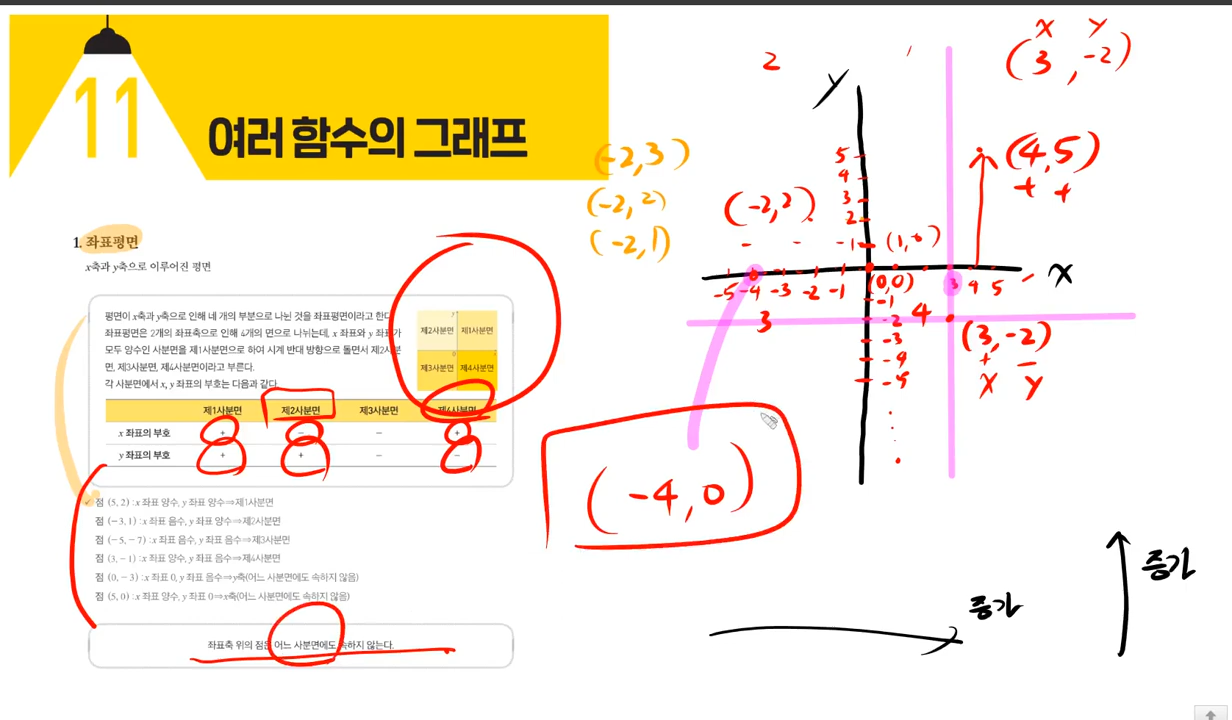 11
여러 함수의 그래프
1. 좌표평면
x축과 y축으로 이루어진 평면
평면이 x축과 y축으로 인해 네 개의 부분으로 나뉜 것을 좌표평면이라고 한다
좌표평면은 2개의 좌표축으로 인해 4개의 면으로 나뉘는데, x 좌표와 y 좌표가
모두 양수인 사분면을 제1사분면으로 하여 시계 반대 방향으로 돌면서 제2사분
면, 제3사분면, 제4사분면이라고 부른다.
각 사분면에서 x, y 좌표의 부호는 다음과 같다.
제2사분면 제1사분면
제3사분면 제4사분면
제1사분면 제2사분면 제3사분면 제4사분면
x 좌표의 부호 + − − +
y 좌표의 부호 + + − −
점 (5, 2) : x 좌표 양수, y 좌표 양수⇒제1사분면
점 (−3, 1) : x 좌표 음수, y 좌표 양수⇒제2사분면
점 (−5, −7) : x 좌표 음수, y 좌표 음수⇒제3사분면
점 (3, −1) : x 좌표 양수, y 좌표 음수⇒제4사분면
점 (0, −3) : x 좌표 0, y 좌표 음수⇒y축(어느 사분면에도 속하지 않음)
점 (5, 0) : x 좌표 양수, y 좌표 0⇒x축(어느 사분면에도 속하지 않음)
좌표축 위의 점은 어느 사분면에도 속하지 않는다.
x y
(3, -2)
2
y
(-2, 3)
(-2, 2)
(-2, 1)
(-2, 2)
(4, 5)
+ +
5
4
3
2
1
(0,0)
x
-5 -4 -3 -2 -1
3 4 5
-1
-2
-3
-4
-5
3
4
(3, -2)
+ −
x y
(-4, 0)
증가
증가